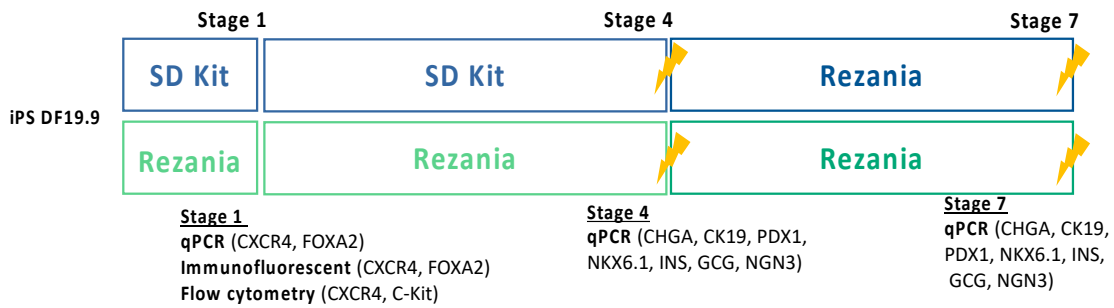 Stage 1
Stage 4
Stage 7
SD Kit
SD Kit
Rezania
iPS DF19.9
Rezania
Rezania
Rezania
Stage 1
qPCR (CXCR4, FOXA2)
Immunofluorescent (CXCR4, FOXA2)
Flow cytometry (CXCR4, C-Kit)
Stage 4
qPCR (CHGA, CK19, PDX1,
NKX6.1, INS, GCG, NGN3)
Stage 7
qPCR (CHGA, CK19,
PDX1, NKX6.1, INS,
GCG, NGN3)